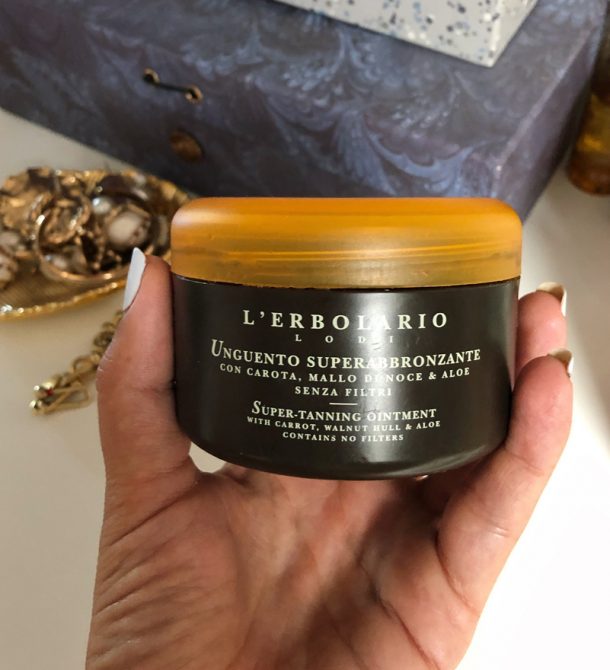 L'ERBOLARIO
LODI
UNGUENTO SUPERABBRONZANTE
CON CAROTA, MALLO DI NOCE & ALOE
SENZA FILTRI
SUPER-TANNING OINTMENT
WITH CARROT, WALNUT HULL & ALOE
CONTAINS NO FILTERS